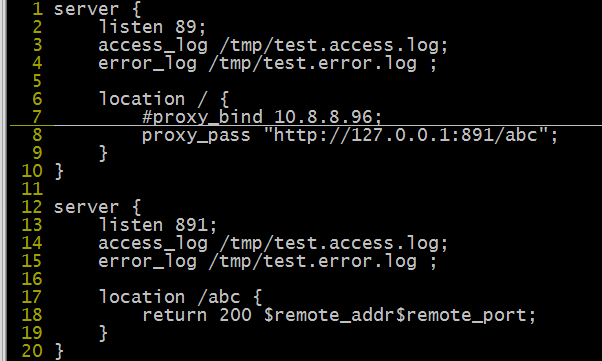 1 server {
2     listen 89;
3     access_log /tmp/test.access.log;
4     error_log /tmp/test.error.log ;
5
6     location / {
7         #proxy_bind 10.8.8.96;
8         proxy_pass "http://127.0.0.1:891/abc";
9     }
10 }
11
12 server {
13     listen 891;
14     access_log /tmp/test.access.log;
15     error_log /tmp/test.error.log ;
16
17     location /abc {
18         return 200 $remote_addr$remote_port;
19     }
20 }